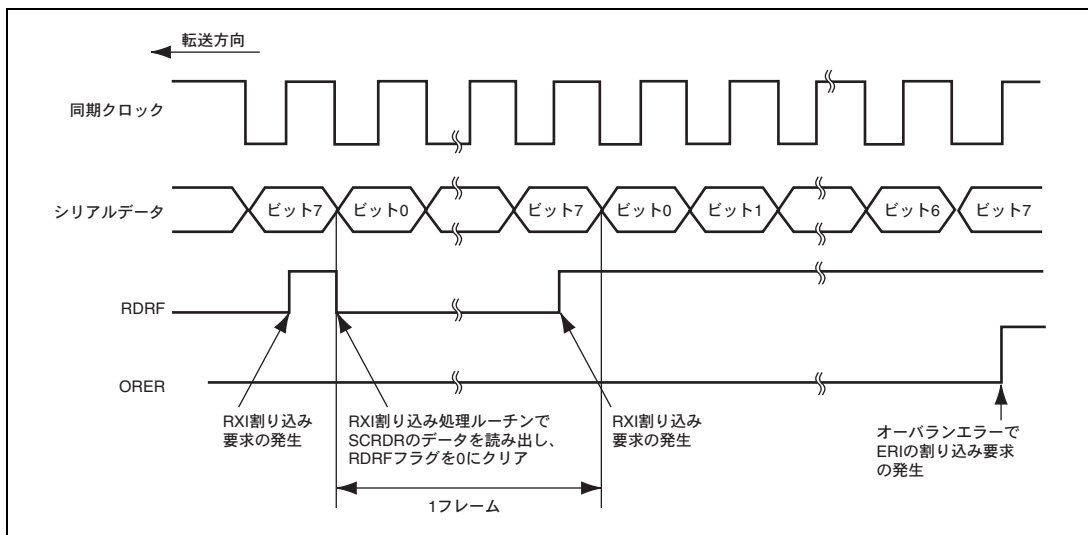 転送方向
同期クロック
シリアルデータ
ビット7
ビット0
ビット7
ビット0
ビット1
ビット6
ビット7
RDRF
ORER
RXI割り込み
要求の発生
RXI割り込み処理ルーチンで
SCRDRのデータを読み出し、
RDRFフラグを0にクリア
RXI割り込み
要求の発生
オーバランエラーで
ERIの割り込み要求
の発生
1フレーム